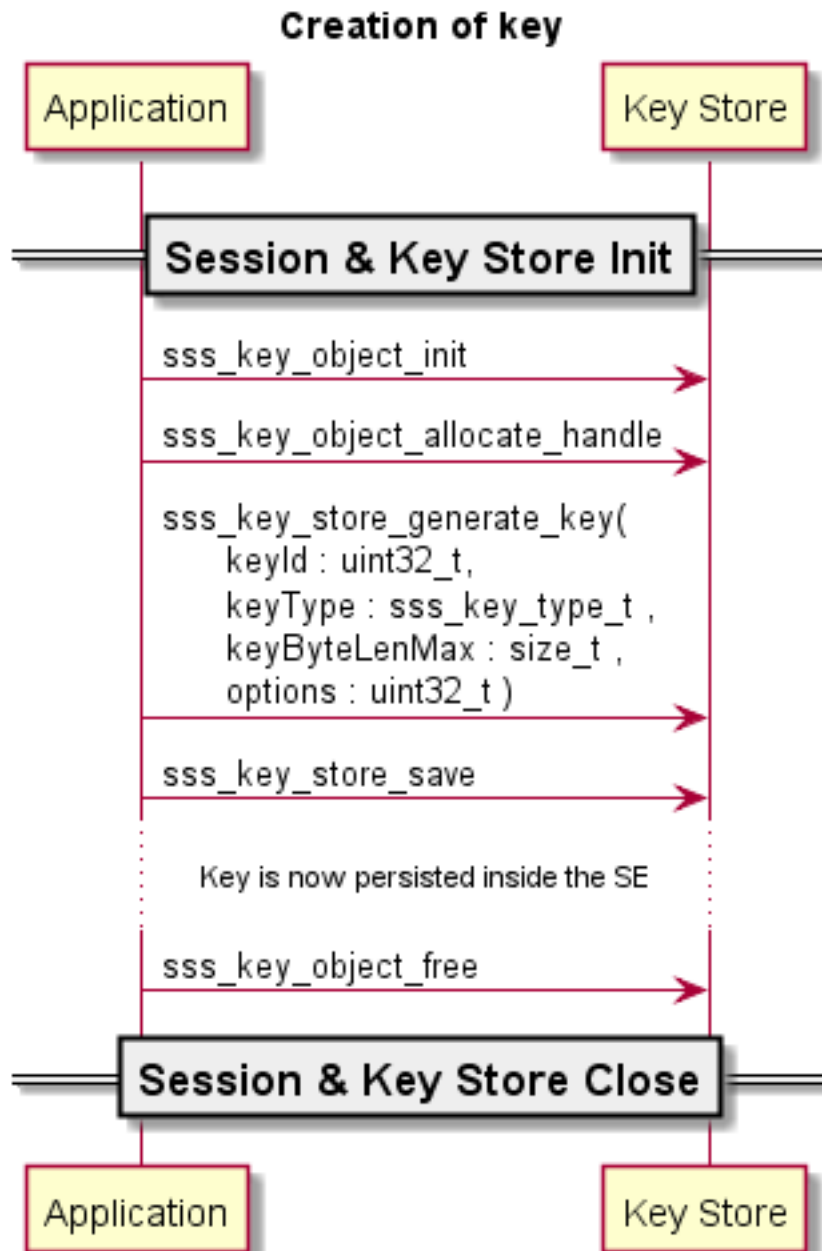 Creation of key
Application
Key Store
Session & Key Store Init
sss_key_object_init
sss_key_object_allocate_handle
sss_key_store_generate_key(
keyId : uint32_t,
keyType : sss_key_type_t ,
keyByteLenMax : size_t ,
options : uint32_t )
sss_key_store_save
Key is now persisted inside the SE
sss_key_object_free
Session & Key Store Close
Application
Key Store